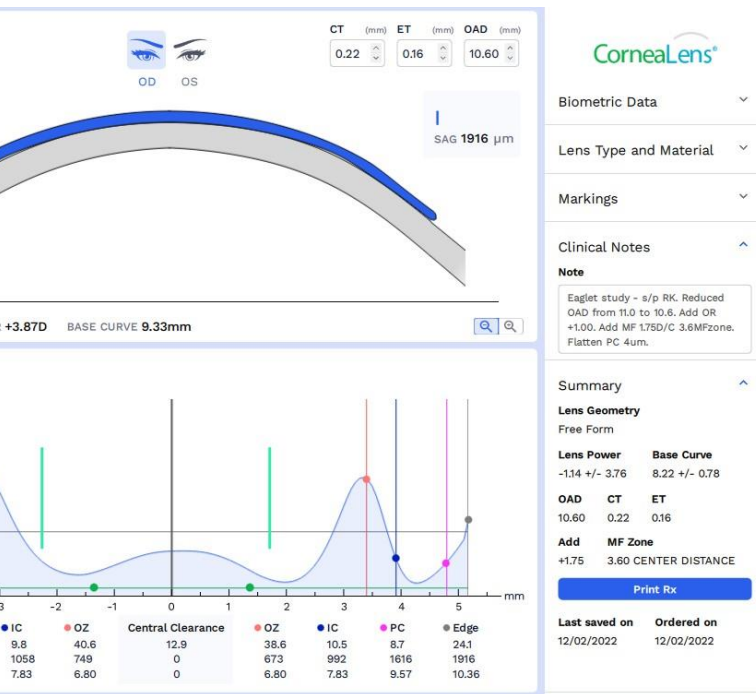 CT (mm) ET (mm) OAD (mm)
0.22 0.16 10.60
OD OS
SAG 1916 µm
+3.87D BASE CURVE 9.33mm
-2 -1 0 1 2 3 4 5 mm
IC OZ Central Clearance OZ IC PC Edge
9.8 40.6 12.9 38.6 10.5 8.7 24.1
1058 749 0 673 992 1616 1916
7.83 6.80 0 6.80 7.83 9.57 10.36
CorneaLens®
Biometric Data
Lens Type and Material
Markings
Clinical Notes
Note
Eaglet study - s/p RK. Reduced
OAD from 11.0 to 10.6. Add OR
+1.00. Add MF 1.75D/C 3.6MFzone.
Flatten PC 4um.
Summary
Lens Geometry
Free Form
Lens Power Base Curve
-1.14 +/- 3.76 8.22 +/- 0.78
OAD CT ET
10.60 0.22 0.16
Add MF Zone
+1.75 3.60 CENTER DISTANCE
Print Rx
Last saved on Ordered on
12/02/2022 12/02/2022